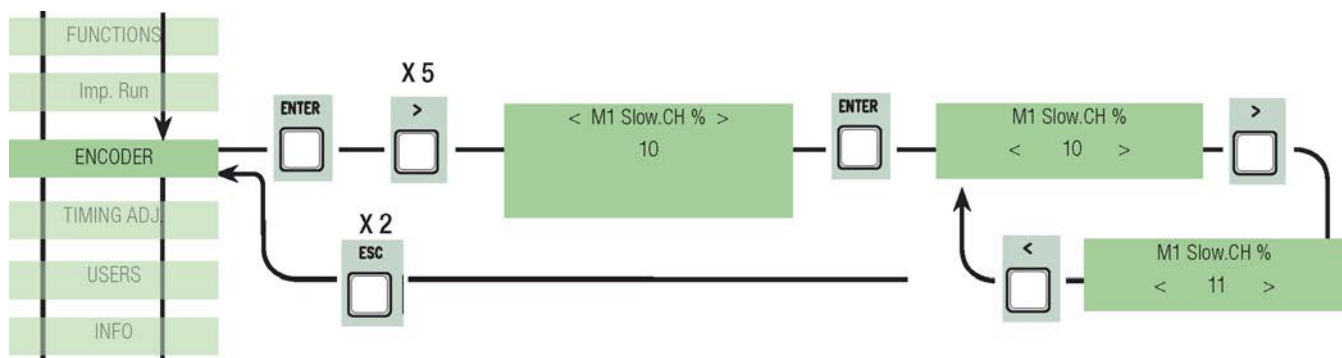 FUNCTIONS
Imp. Run
ENCODER
TIMING ADJ.
USERS
INFO
ENTER
X 5
>
< M1 Slow.CH % >
10
ENTER
M1 Slow.CH %
< 10 >
>
M1 Slow.CH %
< 11 >
<
X 2
ESC